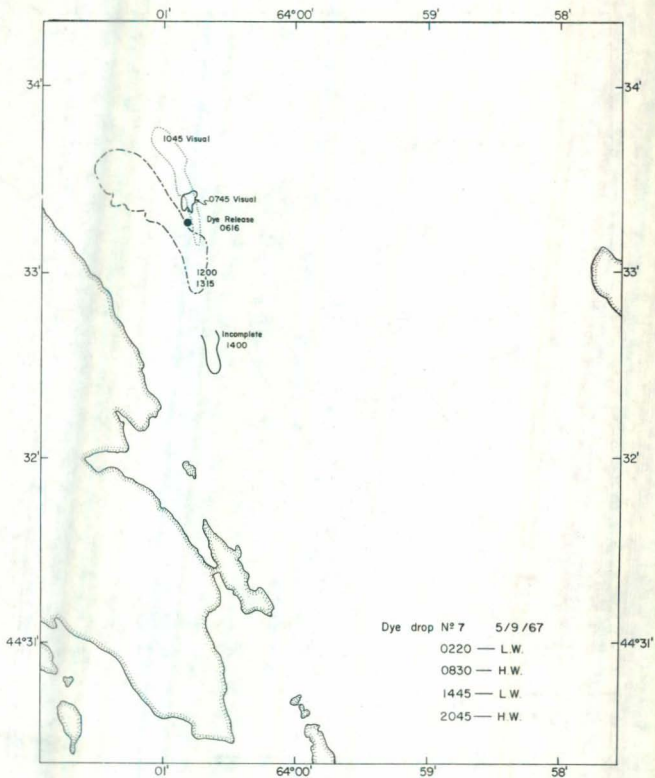 01' 64°00' 59' 58'
34' 34'
1045 Visual
0745 Visual
Dye Release
0616
33' 33'
1200
1315
Incomplete
1400
32' 32'
Dye drop Nº 7 5/9/67
44°31' 44°31'
0220 — L.W.
0830 — H.W.
1445 — L.W.
2045 — H.W.
01' 64°00' 59' 58'